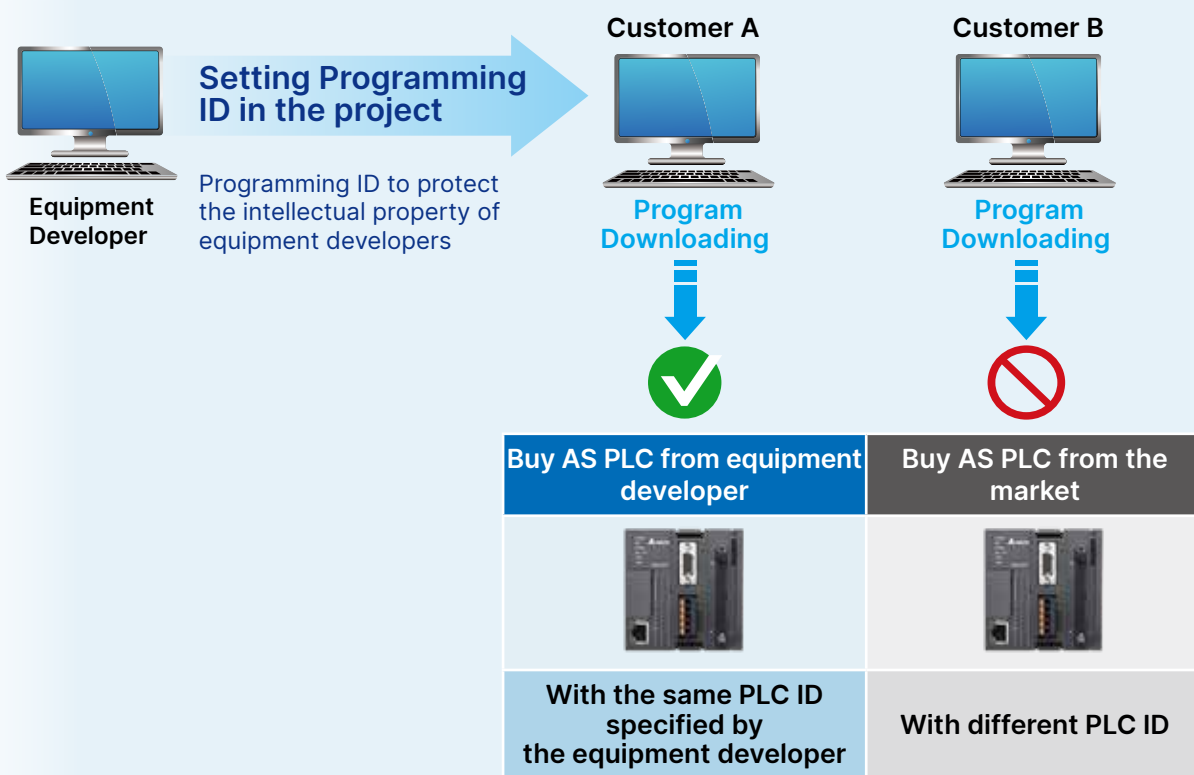 Customer A
Customer B
Setting Programming
ID in the project
Programming ID to protect
the intellectual property of
equipment developers
Equipment
Developer
Program
Downloading
Program
Downloading
Buy AS PLC from equipment
developer
Buy AS PLC from the
market
With the same PLC ID
specified by
the equipment developer
With different PLC ID